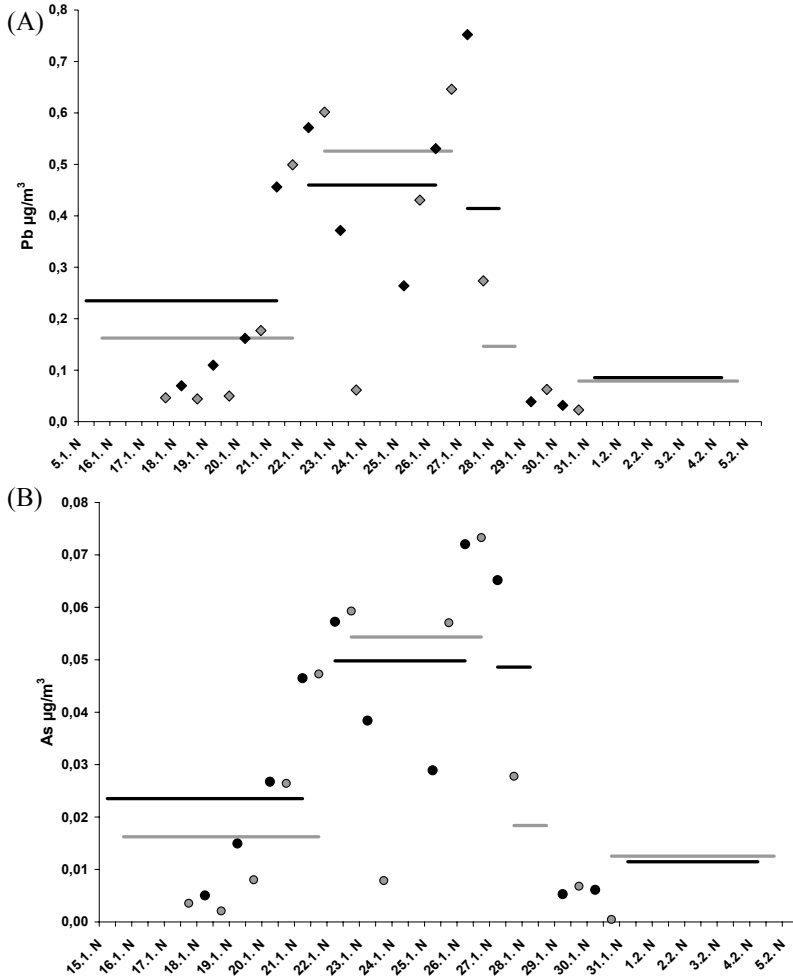 (A)
0,8
0,7
0,6
0,5
0,4
0,3
0,2
0,1
0,0
Pb µg/m³
5.1. N
16.1. N
17.1. N
18.1. N
19.1. N
20.1. N
21.1. N
22.1. N
23.1. N
24.1. N
25.1. N
26.1. N
27.1. N
28.1. N
29.1. N
30.1. N
31.1. N
1.2. N
2.2. N
3.2. N
4.2. N
5.2. N
(B)
0,08
0,07
0,06
0,05
0,04
0,03
0,02
0,01
0,00
As µg/m³
15.1. N
16.1. N
17.1. N
18.1. N
19.1. N
20.1. N
21.1. N
22.1. N
23.1. N
24.1. N
25.1. N
26.1. N
27.1. N
28.1. N
29.1. N
30.1. N
31.1. N
1.2. N
2.2. N
3.2. N
4.2. N
5.2. N